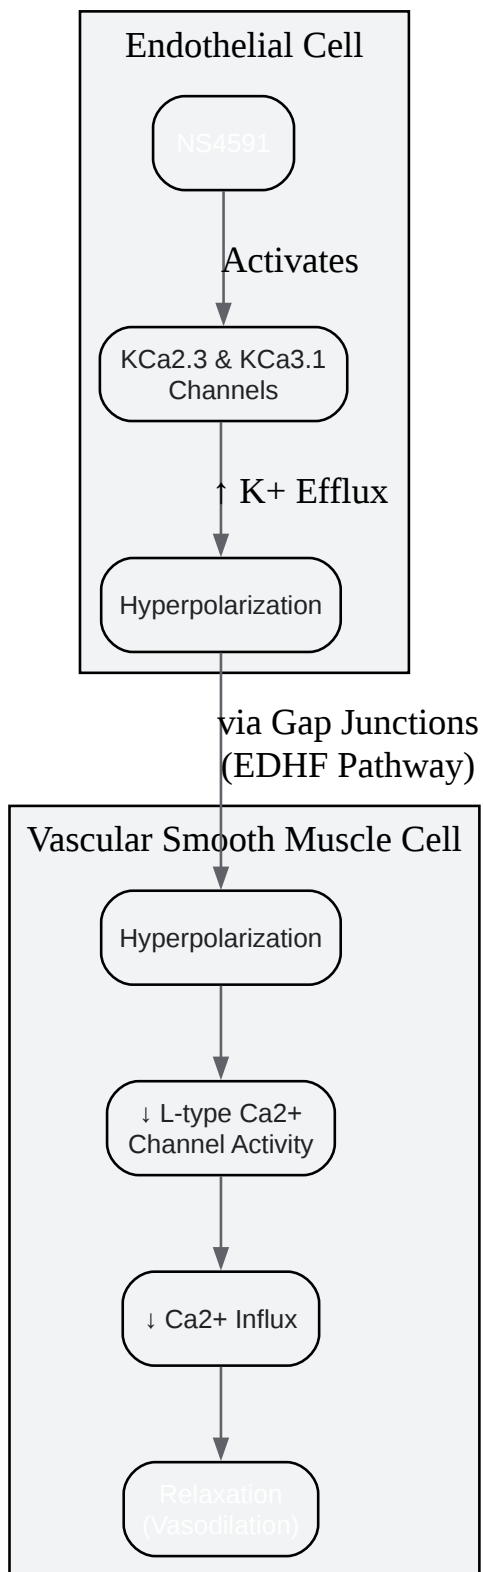 Endothelial Cell
NS4591
Activates
KCa2.3 & KCa3.1
Channels
↑ K+ Efflux
Hyperpolarization
via Gap Junctions
(EDHF Pathway)
Vascular Smooth Muscle Cell
Hyperpolarization
↓ L-type Ca2+
Channel Activity
↓ Ca2+ Influx
Relaxation
(Vasodilation)